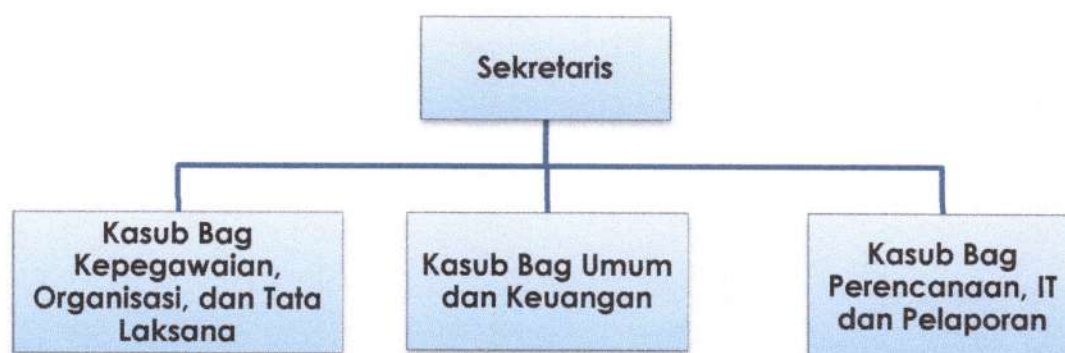 Sekretaris
Kasub Bag
Kepegawaian,
Organisasi, dan Tata
Laksana
Kasub Bag Umum
dan Keuangan
Kasub Bag
Perencanaan, IT
dan Pelaporan